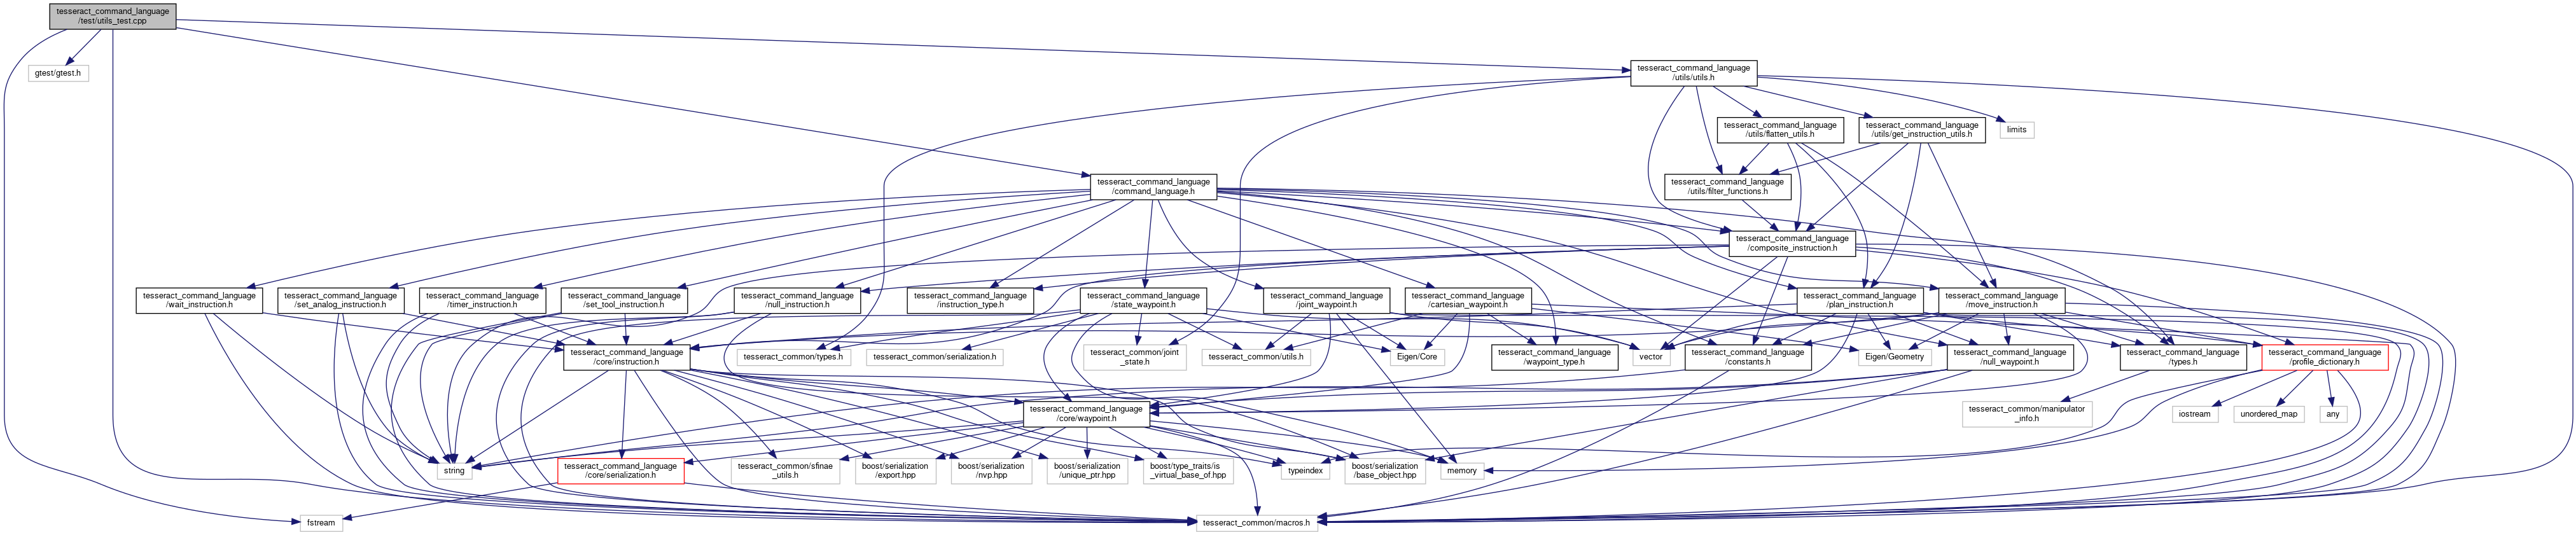 tesseract_command_language
/test/utils_test.cpp
gtest/gtest.h
tesseract_command_language
/utils/utils.h
tesseract_command_language
/utils/flatten_utils.h
tesseract_command_language
/utils/get_instruction_utils.h
limits
tesseract_command_language
/command_language.h
tesseract_command_language
/utils/filter_functions.h
tesseract_command_language
/composite_instruction.h
tesseract_command_language
/wait_instruction.h
tesseract_command_language
/set_analog_instruction.h
tesseract_command_language
/timer_instruction.h
tesseract_command_language
/set_tool_instruction.h
tesseract_command_language
/null_instruction.h
tesseract_command_language
/instruction_type.h
tesseract_command_language
/state_waypoint.h
tesseract_command_language
/joint_waypoint.h
tesseract_command_language
/cartesian_waypoint.h
tesseract_command_language
/plan_instruction.h
tesseract_command_language
/move_instruction.h
tesseract_command_language
/core/instruction.h
tesseract_common/types.h
tesseract_common/serialization.h
tesseract_common/joint
_state.h
tesseract_common/utils.h
Eigen/Core
tesseract_command_language
/waypoint_type.h
vector
tesseract_command_language
/constants.h
Eigen/Geometry
tesseract_command_language
/null_waypoint.h
tesseract_command_language
/types.h
tesseract_command_language
/profile_dictionary.h
tesseract_command_language
/core/waypoint.h
tesseract_common/manipulator
_info.h
iostream
unordered_map
any
string
tesseract_command_language
/core/serialization.h
tesseract_common/sfinae
_utils.h
boost/serialization
/export.hpp
boost/serialization
/nvp.hpp
boost/serialization
/unique_ptr.hpp
boost/type_traits/is
_virtual_base_of.hpp
typeindex
boost/serialization
/base_object.hpp
memory
fstream
tesseract_common/macros.h